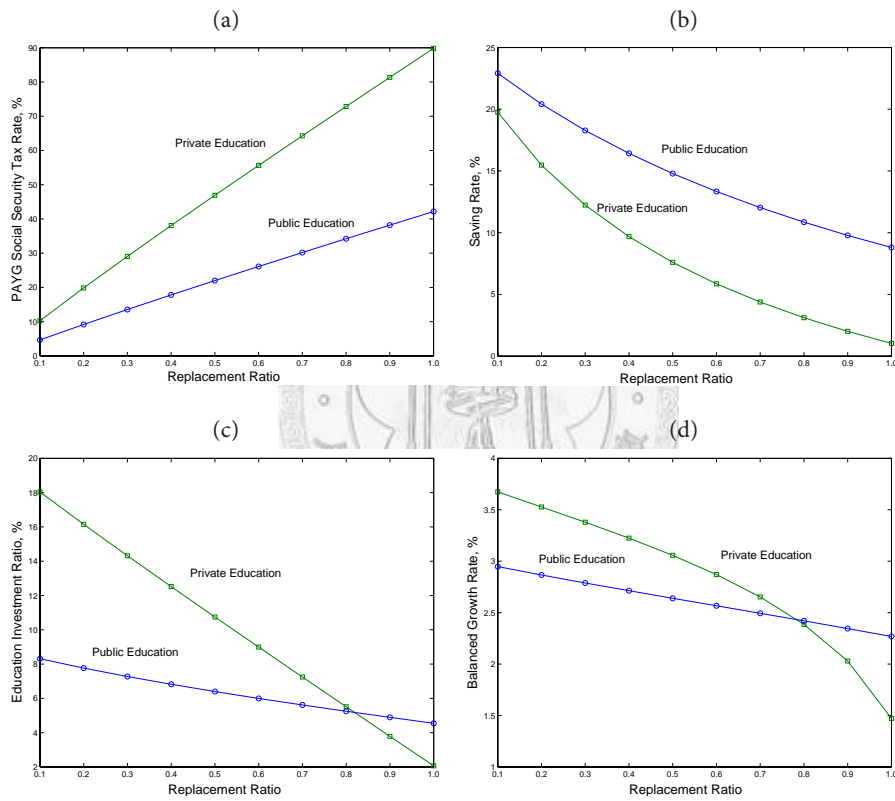 (a)
PAYG Social Security Tax Rate, %
90
80
70
60
50
40
30
20
10
0
Private Education
Public Education
0.1 0.2 0.3 0.4 0.5 0.6 0.7 0.8 0.9 1.0
Replacement Ratio
(b)
Saving Rate, %
25
20
15
10
5
0
Public Education
Private Education
0.1 0.2 0.3 0.4 0.5 0.6 0.7 0.8 0.9 1.0
Replacement Ratio
(c)
Education Investment Ratio, %
20
18
16
14
12
10
8
6
4
2
Private Education
Public Education
0.1 0.2 0.3 0.4 0.5 0.6 0.7 0.8 0.9 1.0
Replacement Ratio
(d)
Balanced Growth Rate, %
4
3.5
3
2.5
2
1.5
1
Public Education
Private Education
0.1 0.2 0.3 0.4 0.5 0.6 0.7 0.8 0.9 1.0
Replacement Ratio